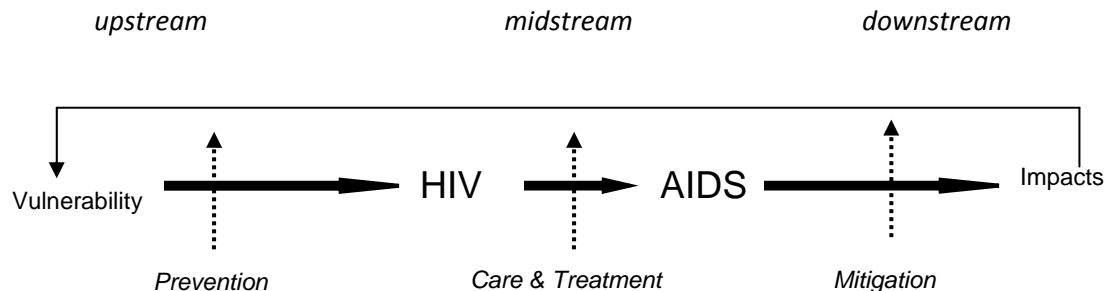 upstream midstream downstream
Vulnerability HIV AIDS Impacts
Prevention Care & Treatment Mitigation